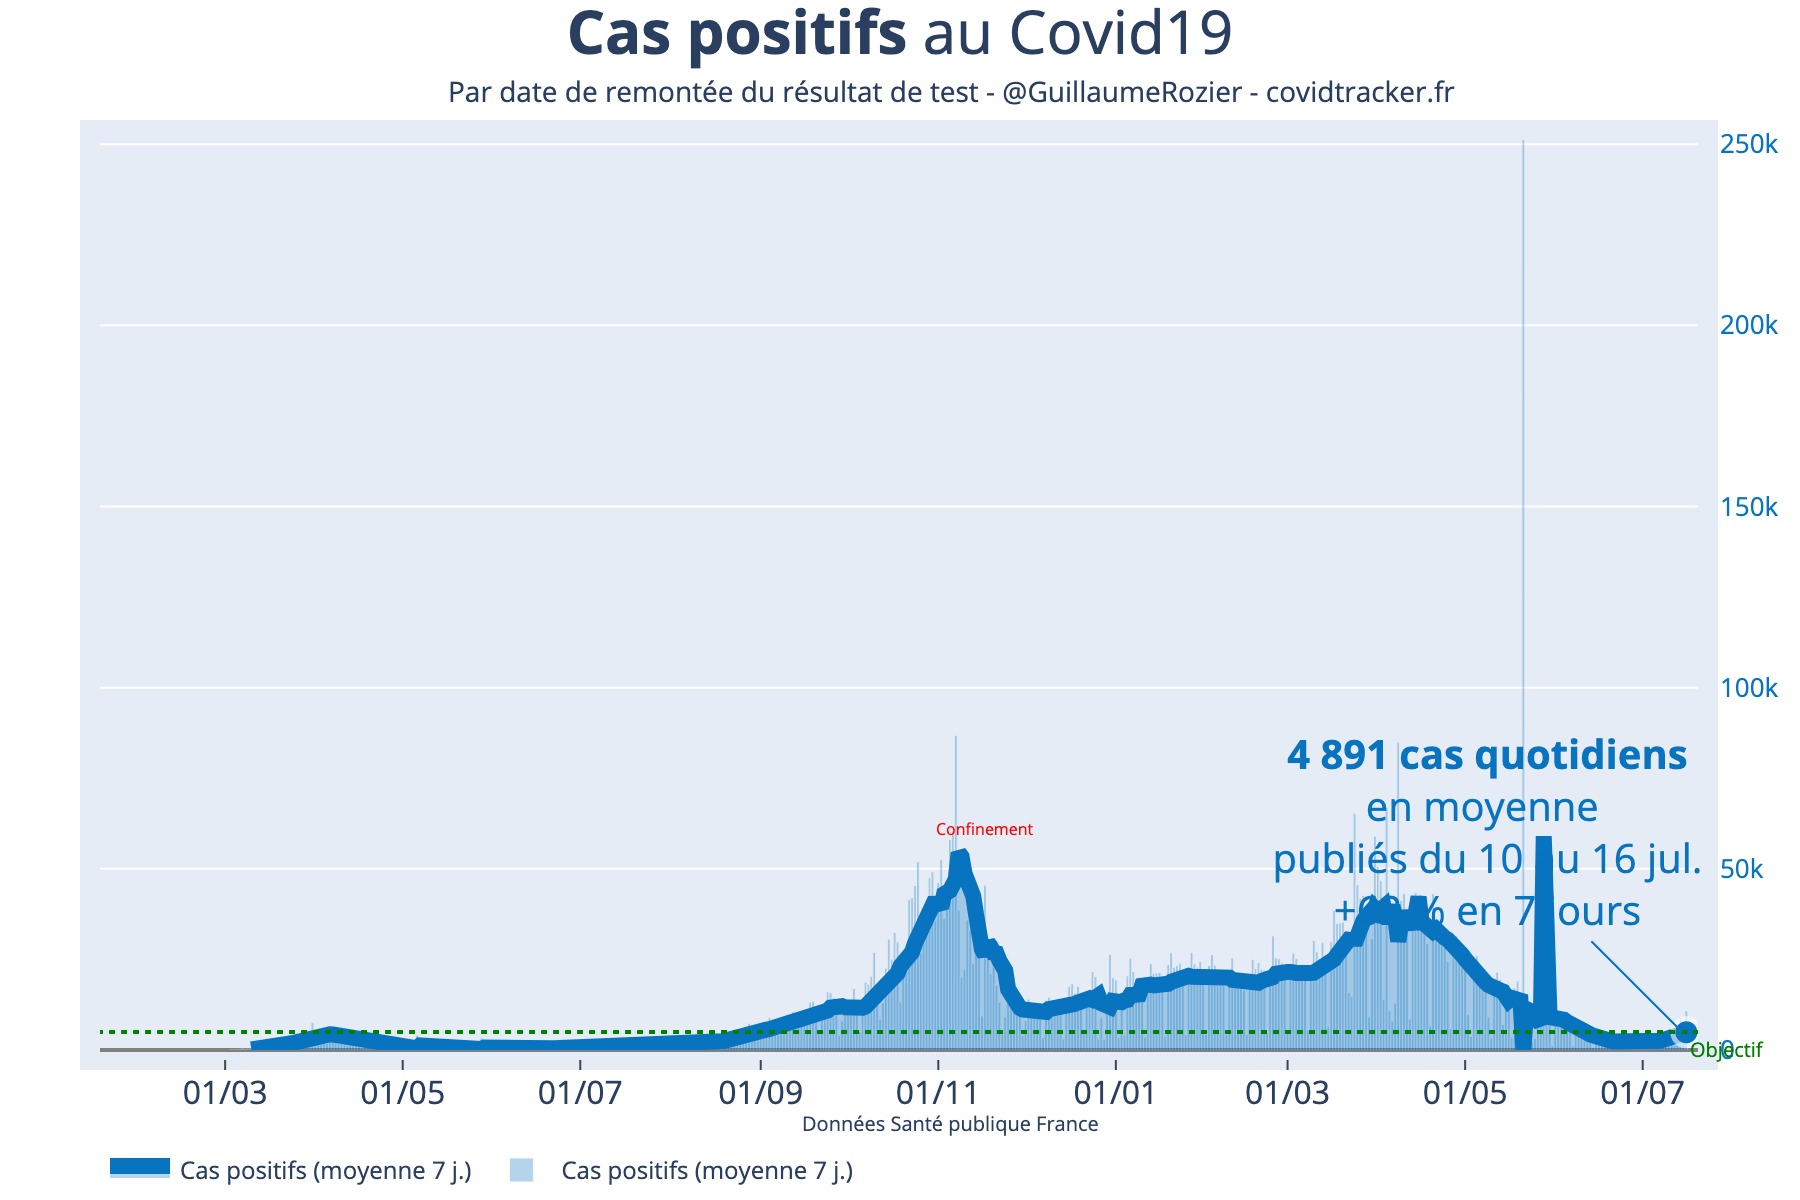 Cas positifs au Covid19
Par date de remontée du résultat de test - @GuillaumeRozier - covidtracker.fr
250k
200k
150k
100k
50k
0
4 891 cas quotidiens
en moyenne
publiés du 10 au 16 jul.
% en 7 jours
Confinement
Objectif
01/03
01/05
01/07
01/09
01/11
01/01
01/03
01/05
01/07
Données Santé publique France
Cas positifs (moyenne 7 j.)
Cas positifs (moyenne 7 j.)